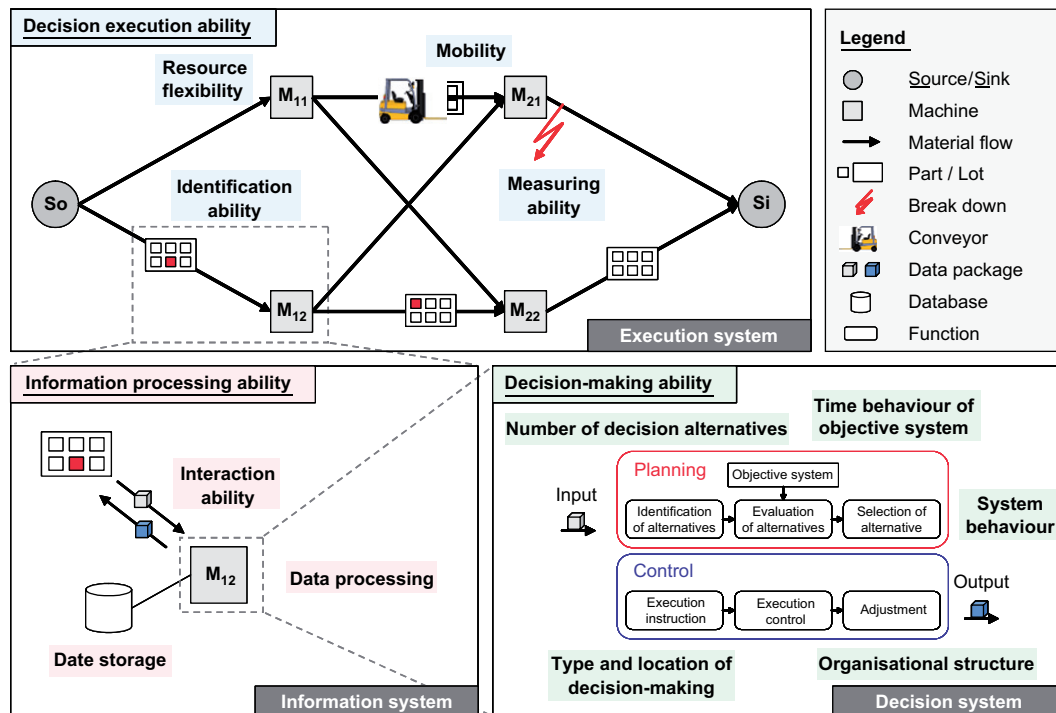 Decision execution ability
Resource
flexibility
Mobility
M11
M21
Identification
ability
Measuring
ability
So
Si
M12
M22
Execution system
Legend
Source/Sink
Machine
Material flow
Part / Lot
Break down
Conveyor
Data package
Database
Function
Information processing ability
Interaction
ability
M12
Data processing
Date storage
Information system
Decision-making ability
Number of decision alternatives
Time behaviour of
objective system
Planning
Objective system
Input
Identification
of alternatives
Evaluation
of alternatives
Selection of
alternative
System
behaviour
Control
Execution
instruction
Execution
control
Adjustment
Output
Type and location of
decision-making
Organisational structure
Decision system